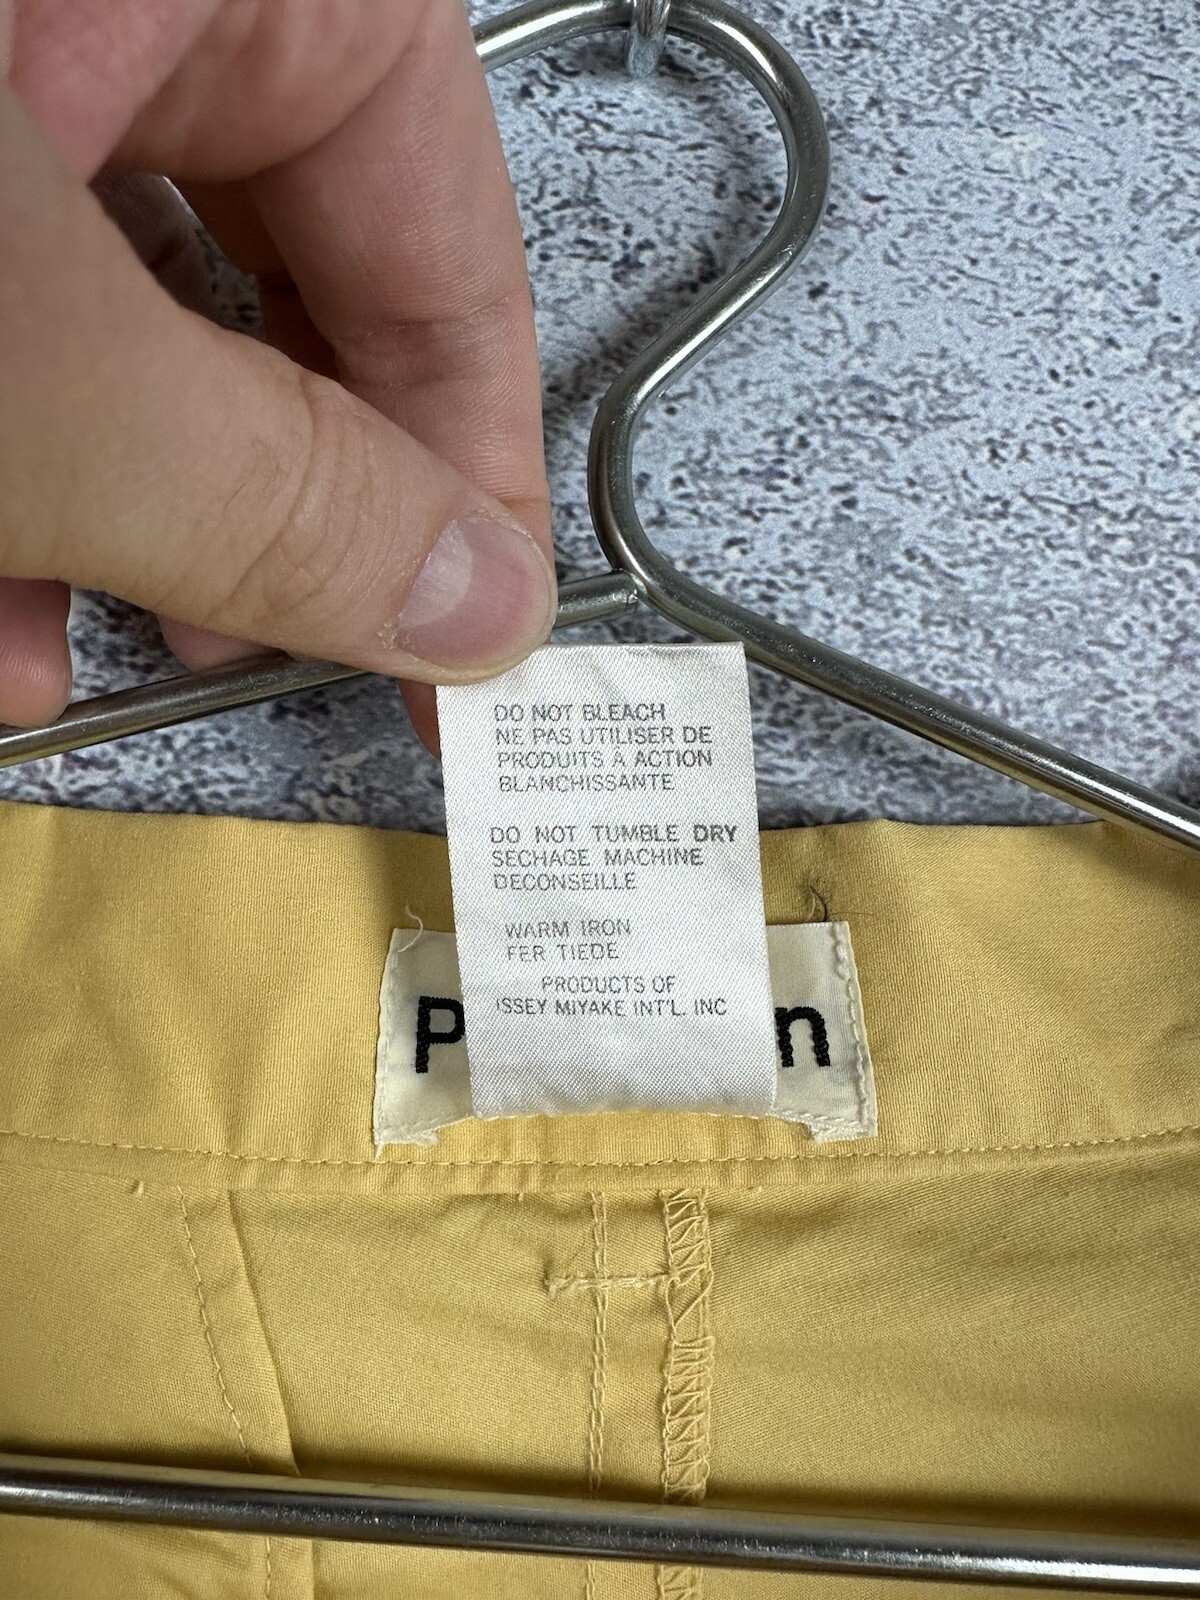 DO NOT BLEACH
NE PAS UTILISER DE
PRODUITS A ACTION
BLANCHISSANTE
DO NOT TUMBLE DRY
SECHAGE MACHINE
DECONSEILLE
WARM IRON
FER TIEDE
PRODUCTS OF
ISSEY MIYAKE INT'L. INC
P n